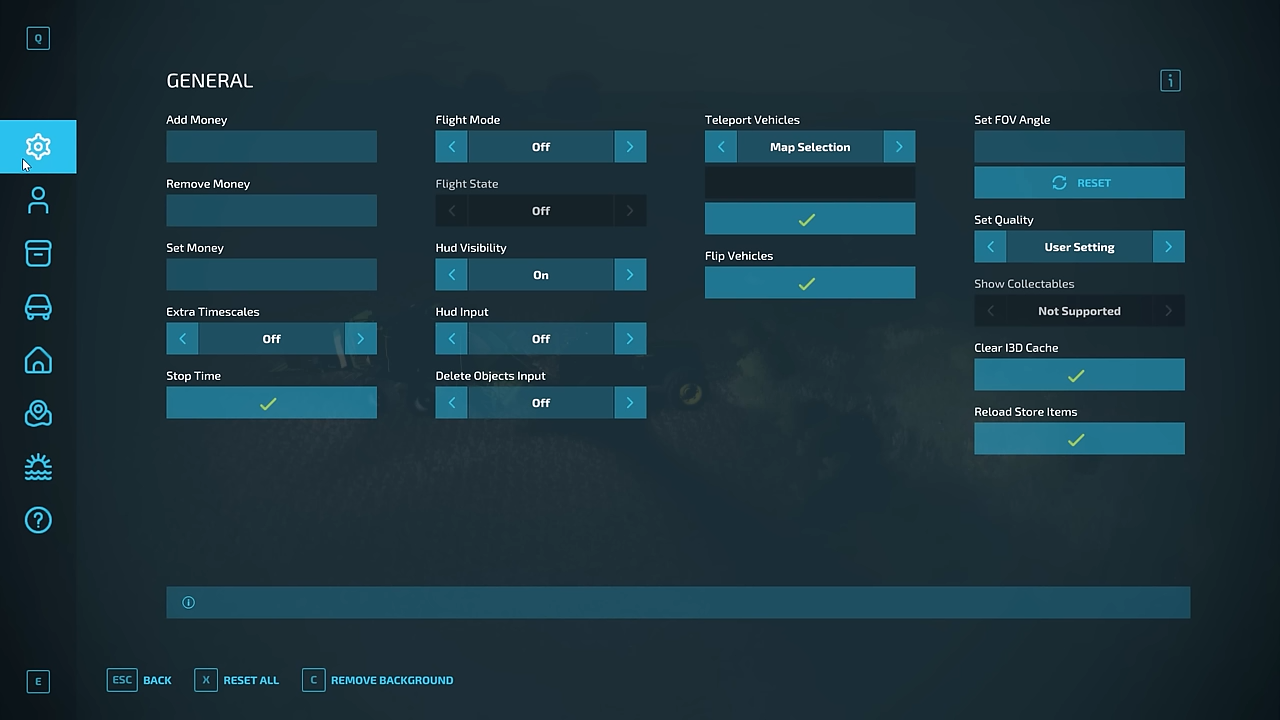 Q
GENERAL
Add Money
Remove Money
Set Money
Extra Timescales
Off
Stop Time
Flight Mode
Off
Flight State
Off
Hud Visibility
On
Hud Input
Off
Delete Objects Input
Off
Teleport Vehicles
Map Selection
Flip Vehicles
Set FOV Angle
RESET
Set Quality
User Setting
Show Collectables
Not Supported
Clear I3D Cache
Reload Store Items
E
ESC BACK X RESET ALL C REMOVE BACKGROUND